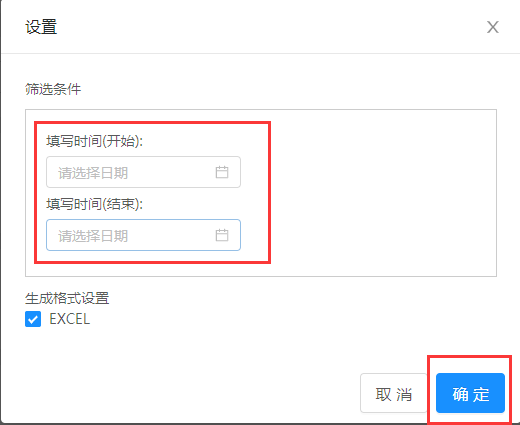 设置
筛选条件
填写时间(开始):
请选择日期
填写时间(结束):
请选择日期
生成格式设置
EXCEL
取 消
确 定